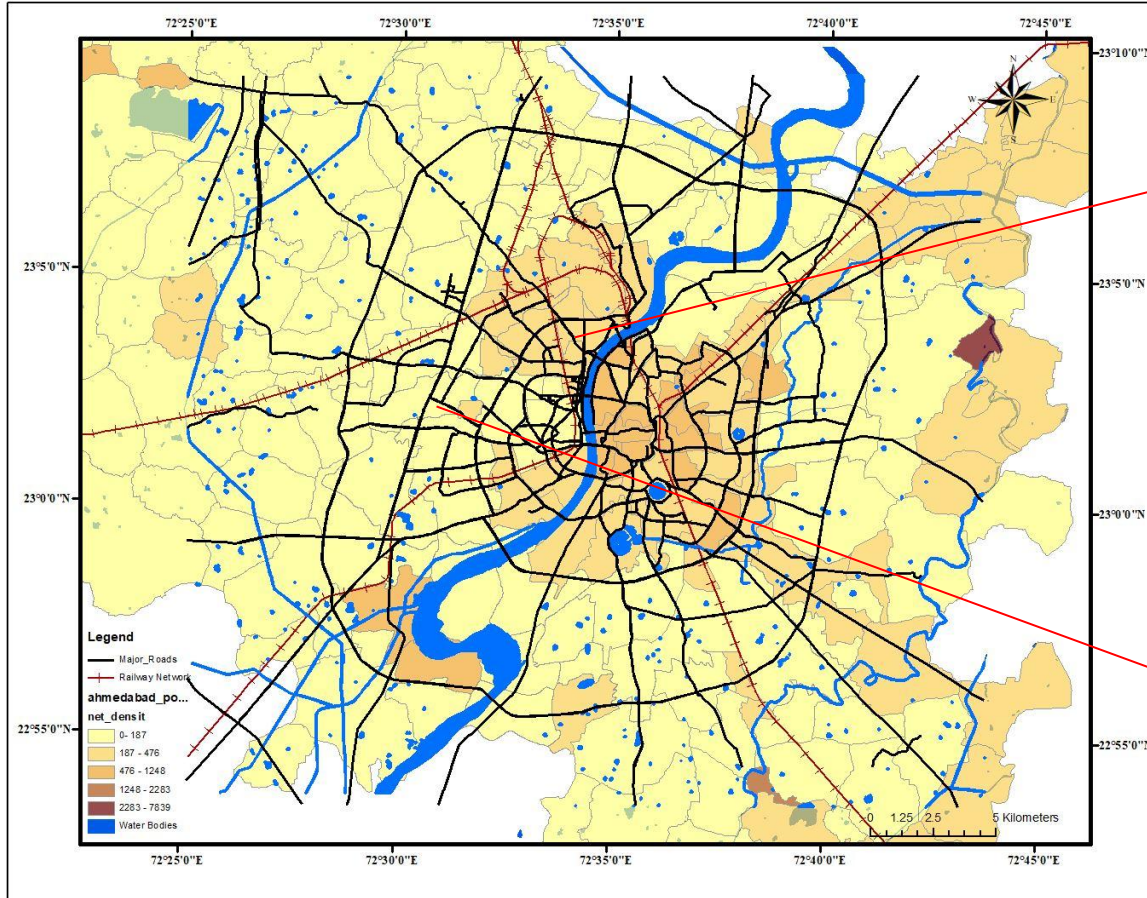 72°25'0"E 72°30'0"E 72°35'0"E 72°40'0"E 72°45'0"E
23°10'0"N
N
W E
S
23°5'0"N 23°5'0"N
23°0'0"N 23°0'0"N
Legend
Major_Roads
Railway Network
ahmedabad_po...
net_densit
0- 187
187 - 476
476 - 1248
1248 - 2283
2283 - 7839
Water Bodies
22°55'0"N 22°55'0"N
0 1.25 2.5 5 Kilometers
72°25'0"E 72°30'0"E 72°35'0"E 72°40'0"E 72°45'0"E